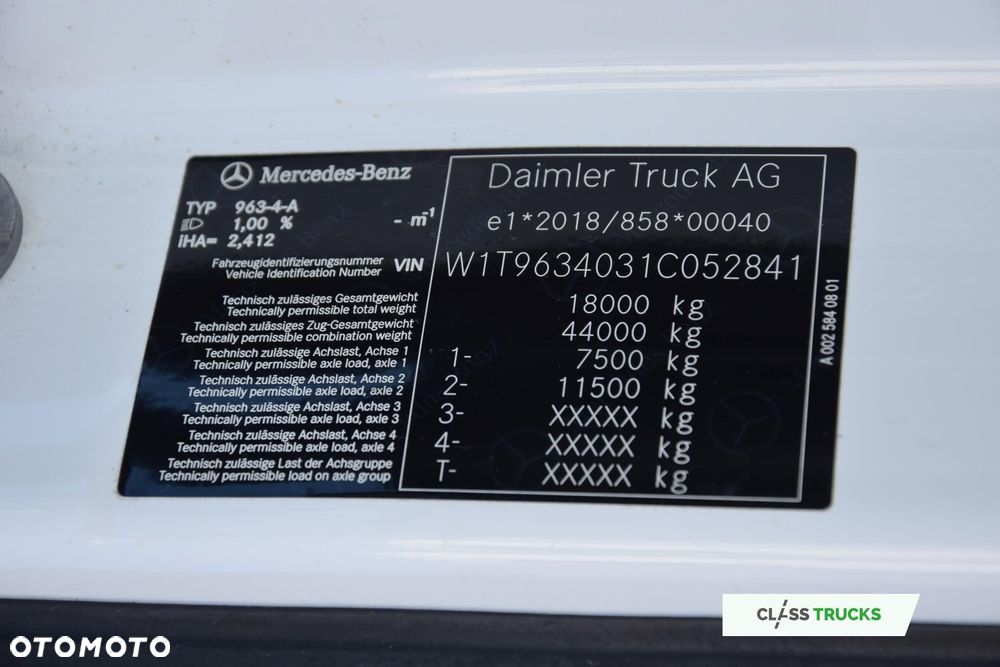 Mercedes-Benz
TYP 963-4-A
1,00 % - m⁻¹
iHA= 2,412
Fahrzeugidentifizierungsnummer
Vehicle Identification Number VIN
Technisch zulässiges Gesamtgewicht
Technically permissible total weight
Technisch zulässiges Zug-Gesamtgewicht
Technically permissible combination weight
Technisch zulässige Achslast, Achse 1
Technically permissible axle load, axle 1
Technisch zulässige Achslast, Achse 2
Technically permissible axle load, axle 2
Technisch zulässige Achslast, Achse 3
Technically permissible axle load, axle 3
Technisch zulässige Achslast, Achse 4
Technically permissible axle load, axle 4
Technisch zulässige Last der Achsgruppe
Technically permissible load on axle group
Daimler Truck AG
e1*2018/858*00040
W1T9634031C052841
18000 kg
44000 kg
1- 7500 kg
2- 11500 kg
3- XXXXX kg
4- XXXXX kg
T- XXXXX kg
A 002 584 08 01
CLASS TRUCKS
OTOMOTO